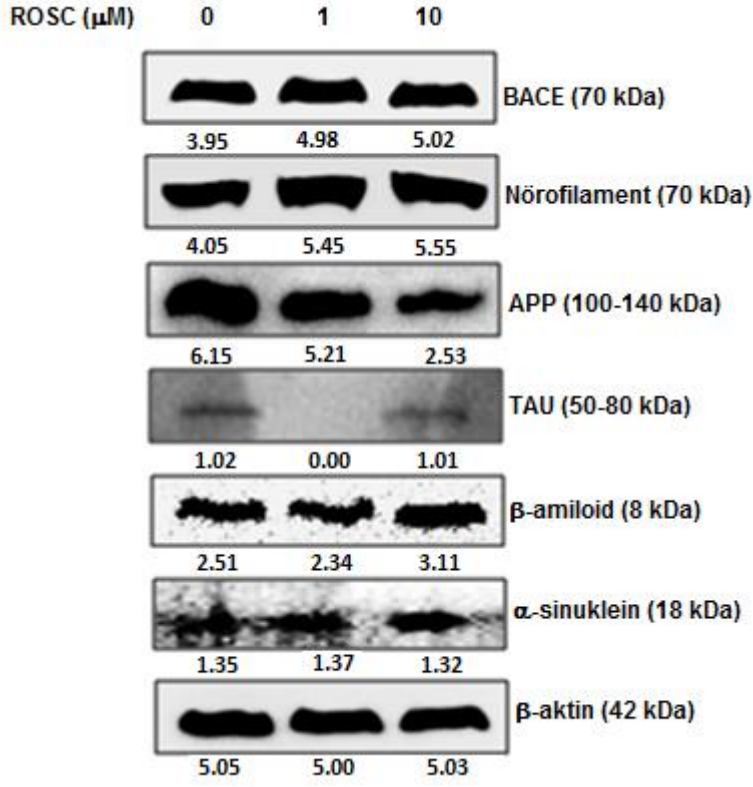 ROSC (µM) 0 1 10
BACE (70 kDa)
3.95 4.98 5.02
Nörofilament (70 kDa)
4.05 5.45 5.55
APP (100-140 kDa)
6.15 5.21 2.53
TAU (50-80 kDa)
1.02 0.00 1.01
β-amiloid (8 kDa)
2.51 2.34 3.11
α-sinuklein (18 kDa)
1.35 1.37 1.32
β-aktin (42 kDa)
5.05 5.00 5.03